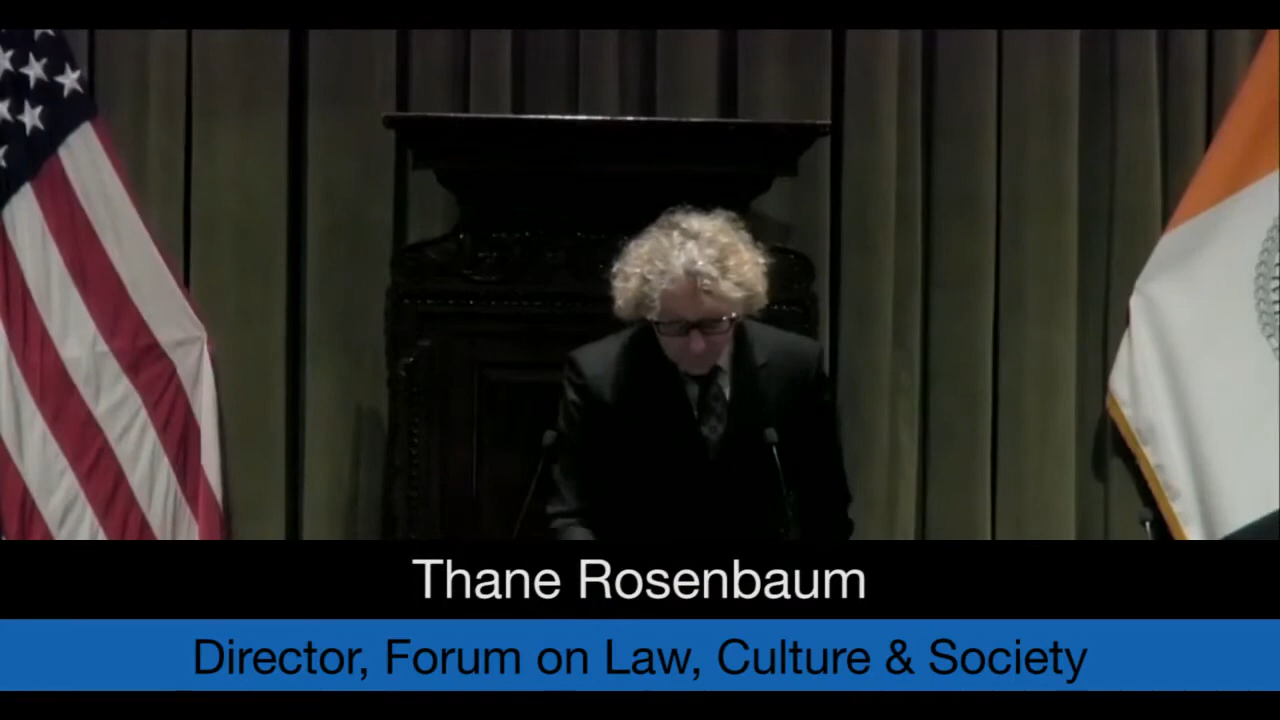 Thane Rosenbaum
Director, Forum on Law, Culture & Society